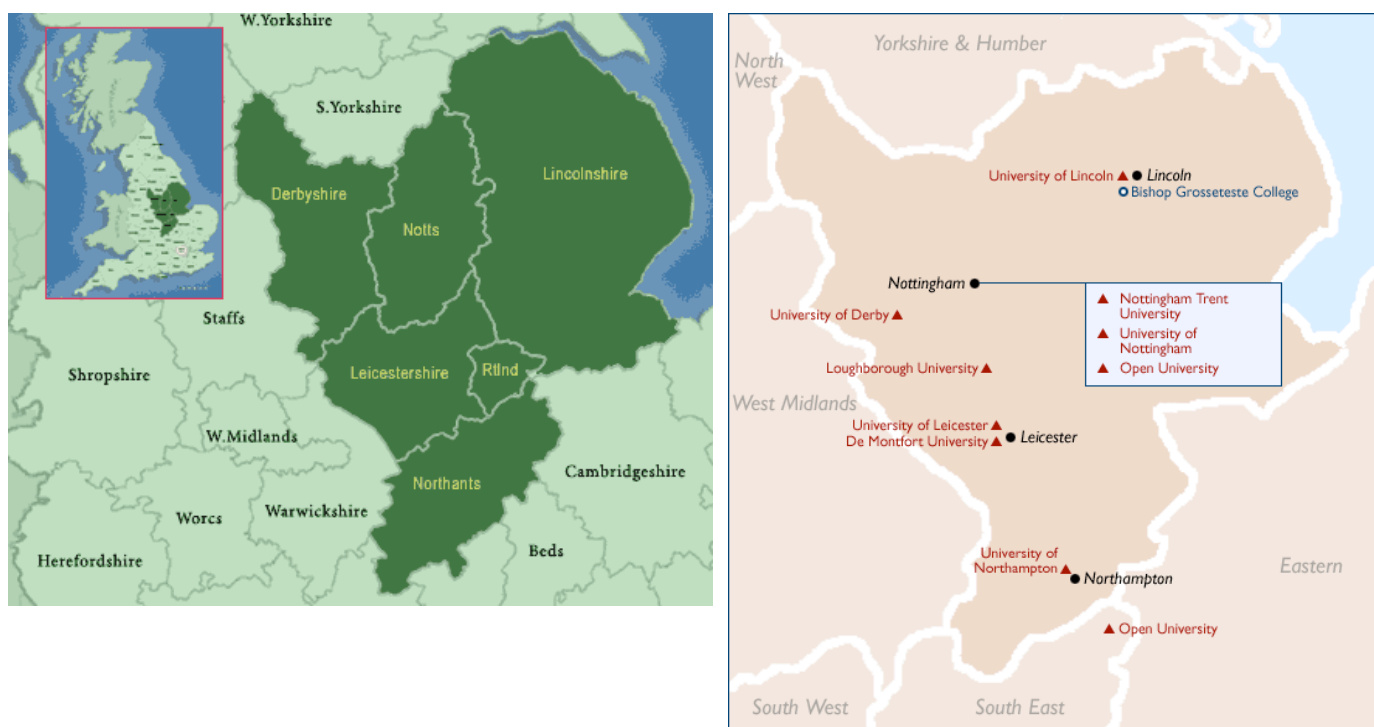 W.Yorkshire
S.Yorkshire
Derbyshire
Lincolnshire
Notts
Staffs
Shropshire
Leicestershire
Rtlnd
W.Midlands
Cambridgeshire
Northants
Worcs
Warwickshire
Herefordshire
Beds
Yorkshire & Humber
North
West
University of Lincoln
Lincoln
Bishop Grosseteste College
Nottingham
Nottingham Trent
University
University of
Nottingham
Open University
University of Derby
Loughborough University
West Midlands
University of Leicester
De Montfort University
Leicester
University of
Northampton
Northampton
Eastern
Open University
South West
South East